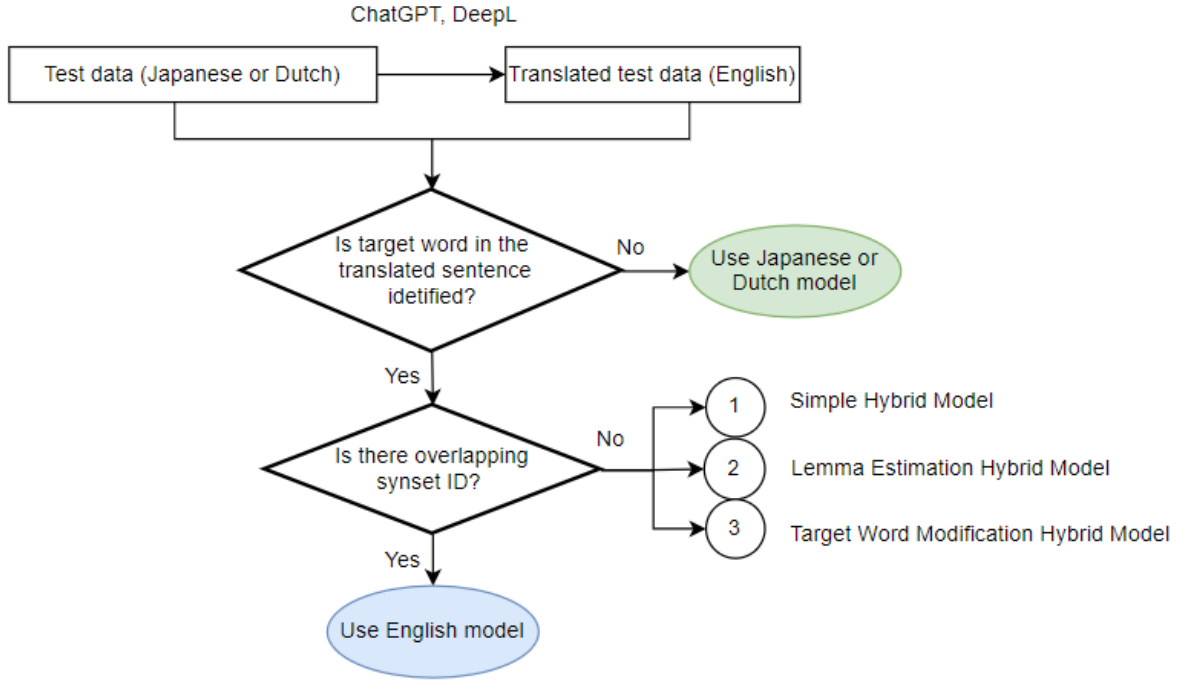 ChatGPT, DeepL
Test data (Japanese or Dutch)
Translated test data (English)
Is target word in the
translated sentence
idetified?
No
Use Japanese or
Dutch model
Yes
Is there overlapping
synset ID?
No
1
Simple Hybrid Model
2
Lemma Estimation Hybrid Model
3
Target Word Modification Hybrid Model
Yes
Use English model